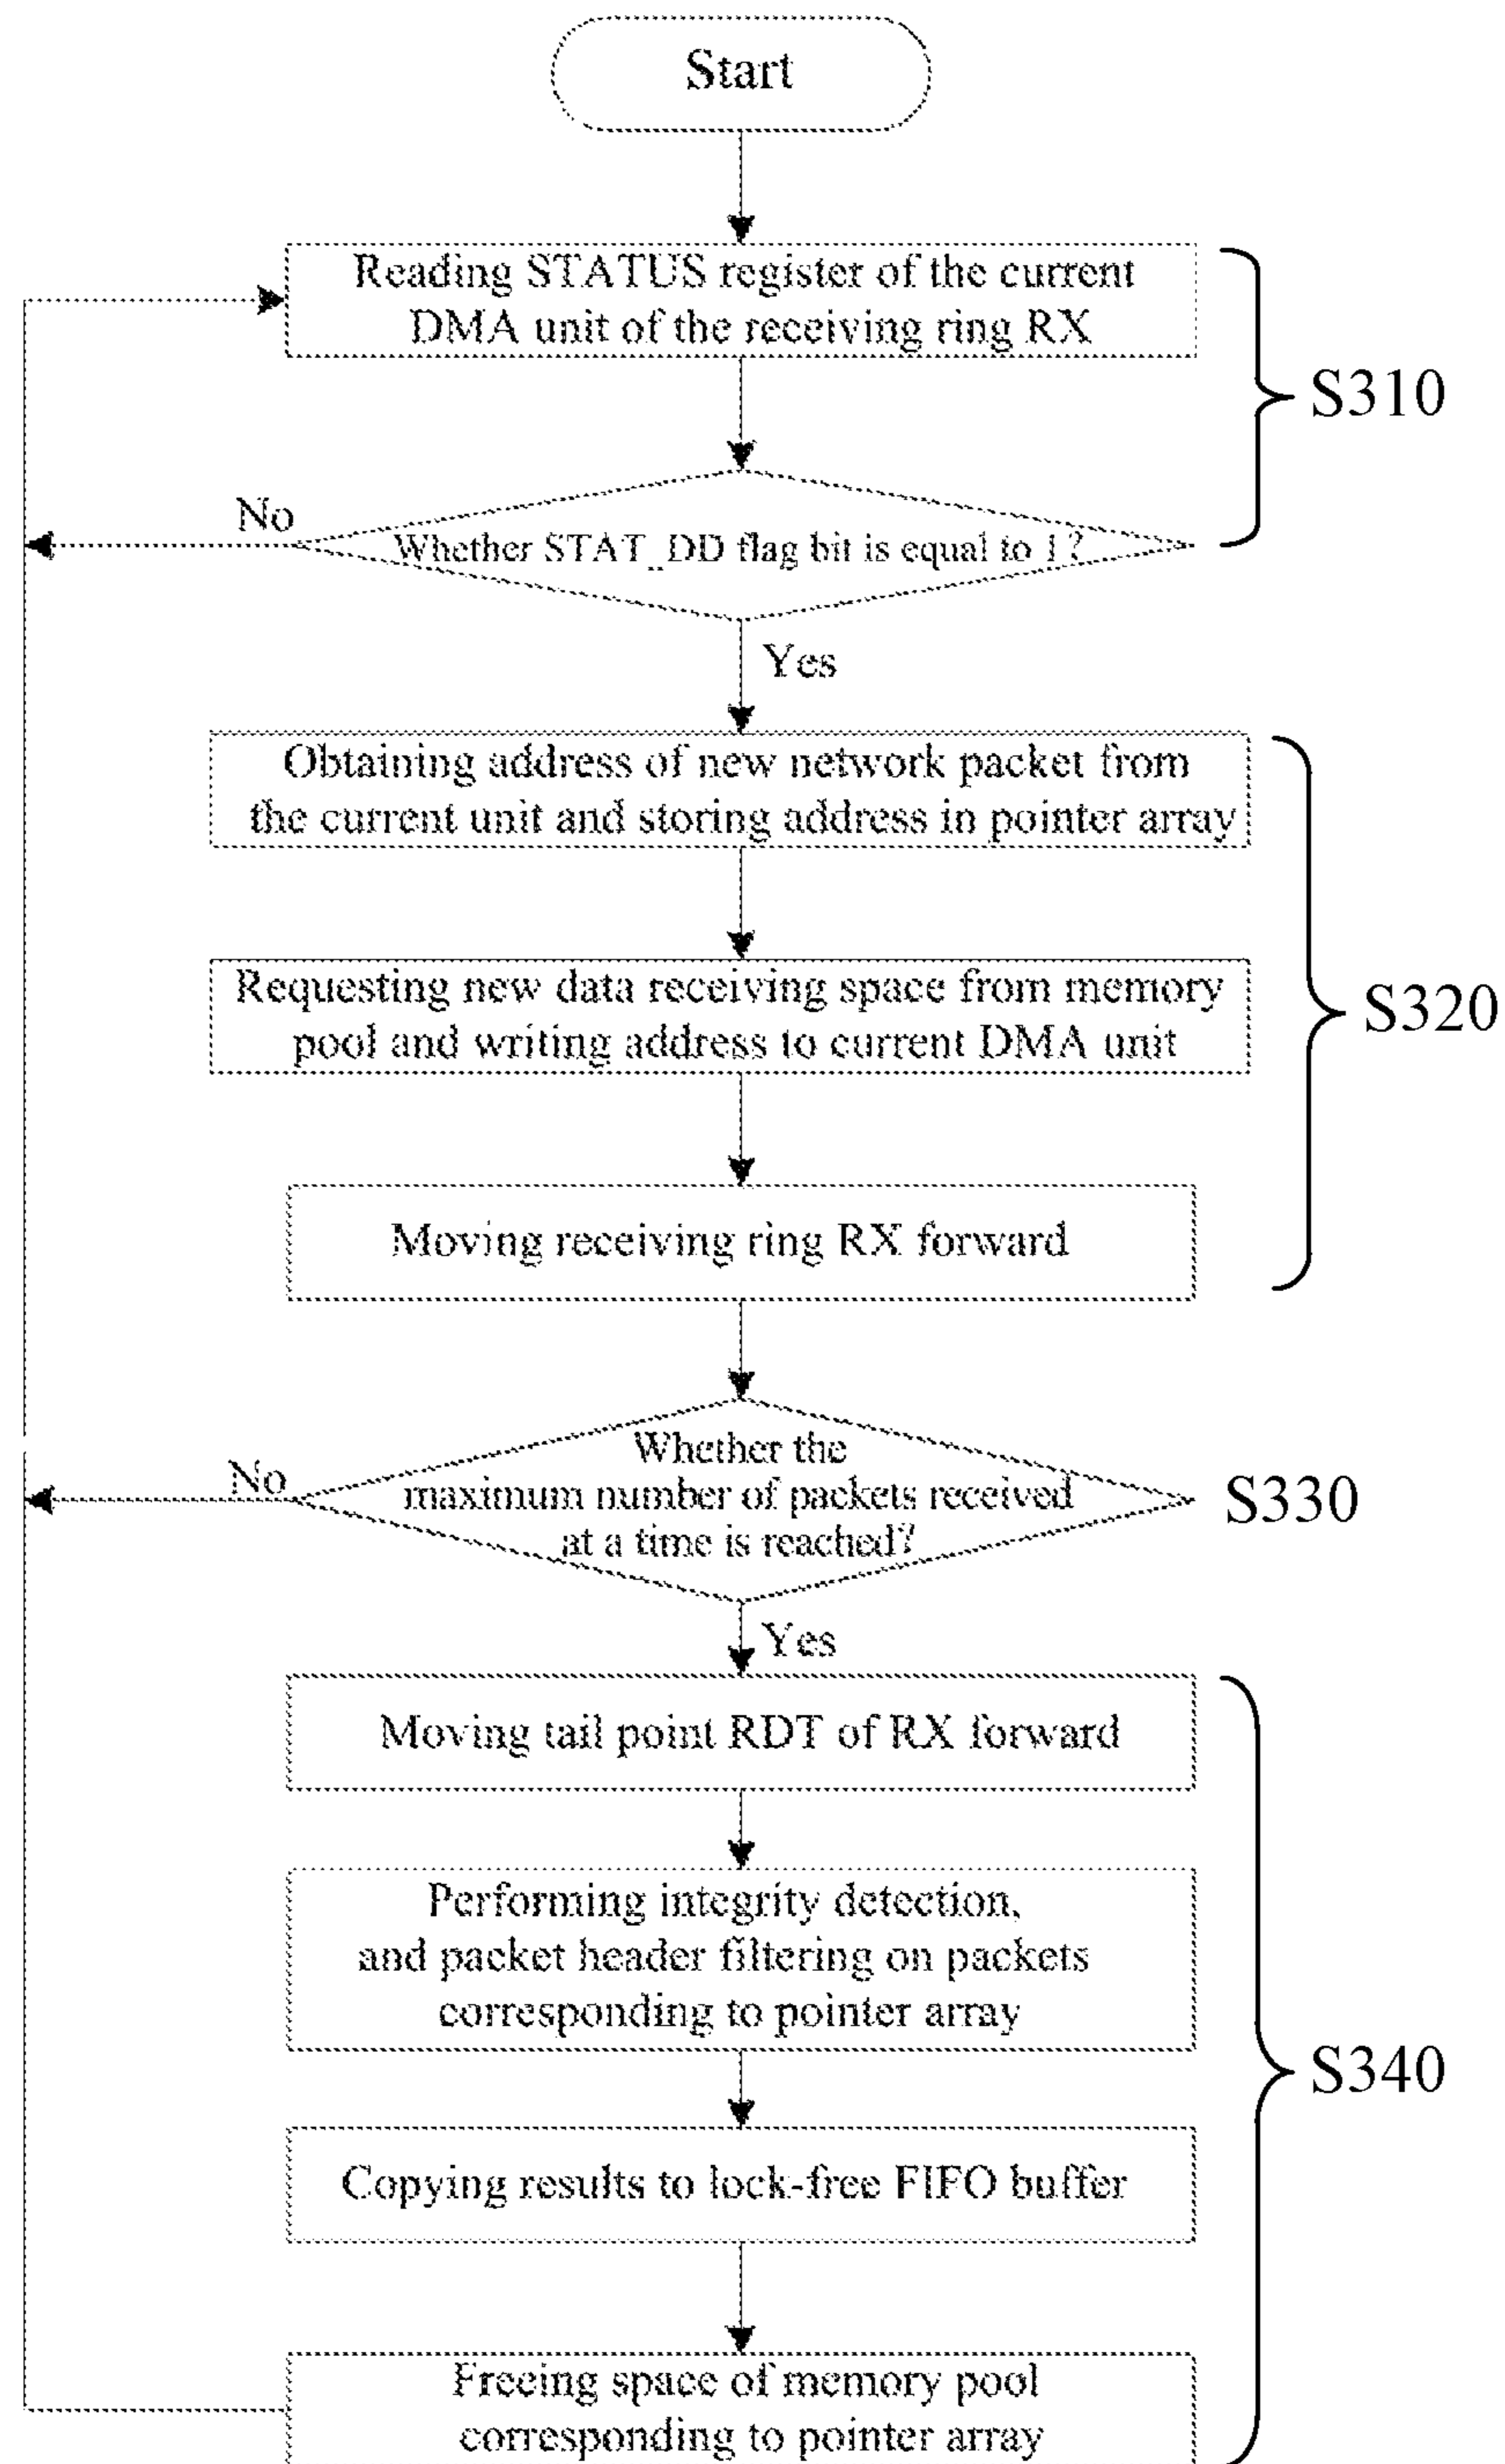 Start
Reading STATUS register of the current
DMA unit of the receiving ring RX
S310
No
Whether STAT_DD flag bit is equal to 1?
Yes
Obtaining address of new network packet from
the current unit and storing address in pointer array
Requesting new data receiving space from memory
pool and writing address to current DMA unit
S320
Moving receiving ring RX forward
No
Whether the
maximum number of packets received
at a time is reached?
S330
Yes
Moving tail point RDT of RX forward
Performing integrity detection,
and packet header filtering on packets
corresponding to pointer array
S340
Copying results to lock-free FIFO buffer
Freeing space of memory pool
corresponding to pointer array